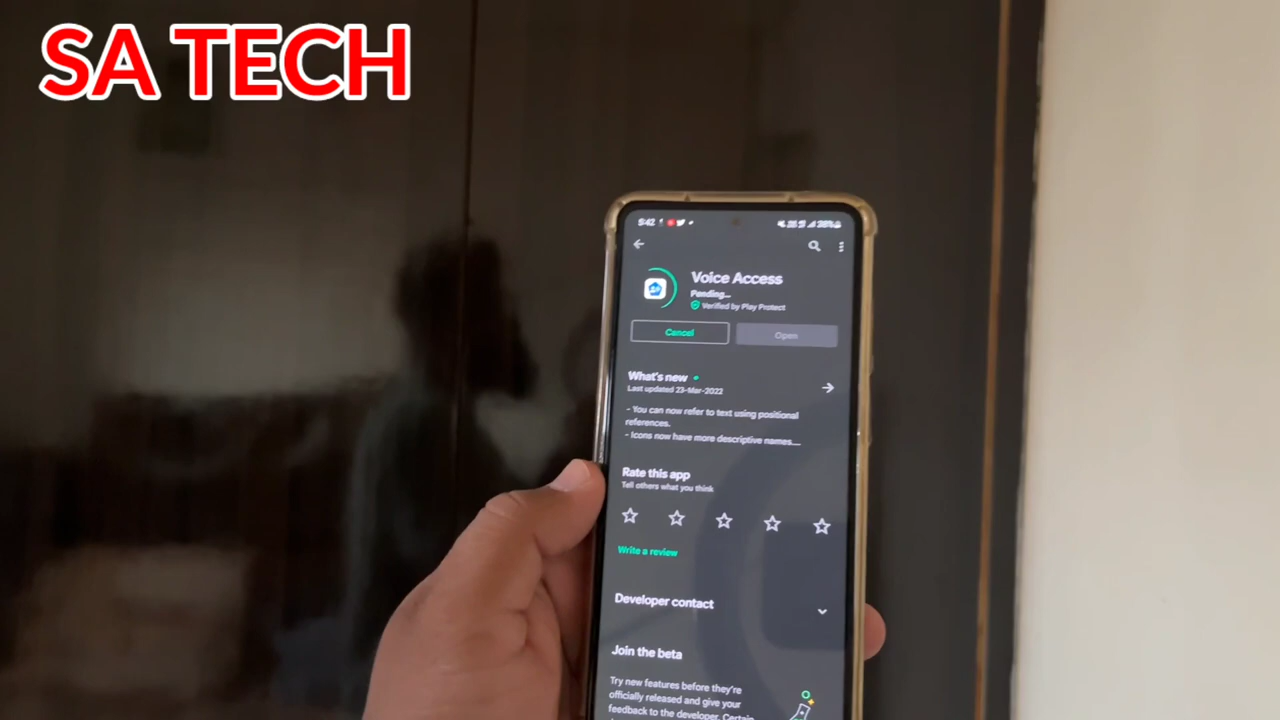 SA TECH
Voice Access
Pending...
Verified by Play Protect
Cancel
Open
What's new
Last updated 23-Mar-2022
- You can now refer to text using positional
references.
- Icons now have more descriptive names....
Rate this app
Tell others what you think
Write a review
Developer contact
Join the beta
Try new features before they're
officially released and give your
feedback to the developer. Certain